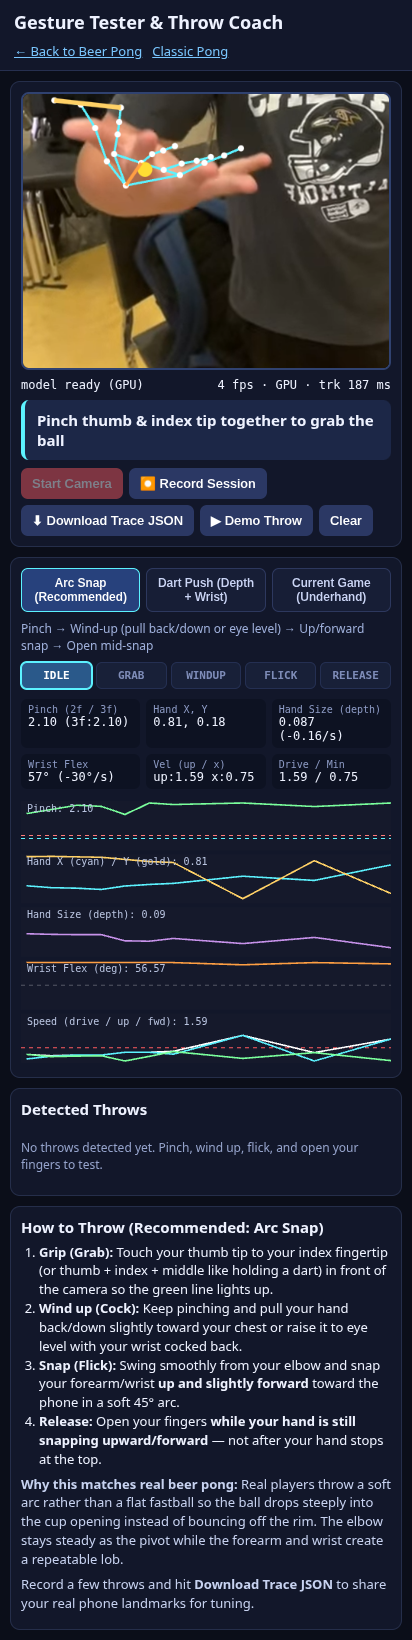 Gesture Tester & Throw Coach
← Back to Beer Pong Classic Pong
model ready (GPU) 4 fps · GPU · trk 187 ms
Pinch thumb & index tip together to grab the
ball
Start Camera ⏺️ Record Session
⬇ Download Trace JSON ▶ Demo Throw Clear
Arc Snap
(Recommended)
Dart Push (Depth
+ Wrist)
Current Game
(Underhand)
Pinch → Wind-up (pull back/down or eye level) → Up/forward
snap → Open mid-snap
IDLE GRAB WINDUP FLICK RELEASE
Pinch (2f / 3f)
2.10 (3f:2.10)
Hand X, Y
0.81, 0.18
Hand Size (depth)
0.087
(-0.16/s)
Wrist Flex
57° (-30°/s)
Vel (up / x)
up:1.59 x:0.75
Drive / Min
1.59 / 0.75
Pinch: 2.10
Hand X (cyan) / Y (gold): 0.81
Hand Size (depth): 0.09
Wrist Flex (deg): 56.57
Speed (drive / up / fwd): 1.59
Detected Throws
No throws detected yet. Pinch, wind up, flick, and open your
fingers to test.
How to Throw (Recommended: Arc Snap)
1. Grip (Grab): Touch your thumb tip to your index fingertip
(or thumb + index + middle like holding a dart) in front of
the camera so the green line lights up.
2. Wind up (Cock): Keep pinching and pull your hand
back/down slightly toward your chest or raise it to eye
level with your wrist cocked back.
3. Snap (Flick): Swing smoothly from your elbow and snap
your forearm/wrist up and slightly forward toward the
phone in a soft 45° arc.
4. Release: Open your fingers while your hand is still
snapping upward/forward — not after your hand stops
at the top.
Why this matches real beer pong: Real players throw a soft
arc rather than a flat fastball so the ball drops steeply into
the cup opening instead of bouncing off the rim. The elbow
stays steady as the pivot while the forearm and wrist create
a repeatable lob.
Record a few throws and hit Download Trace JSON to share
your real phone landmarks for tuning.